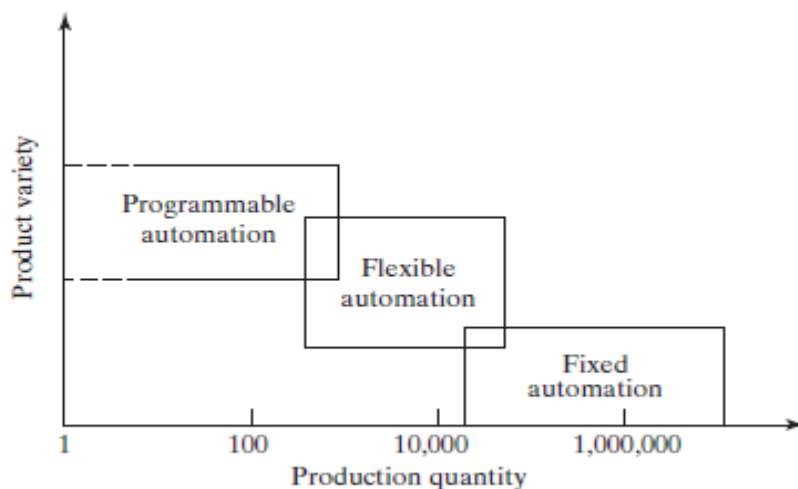 Product variety
Programmable
automation
Flexible
automation
Fixed
automation
1
100
10,000
1,000,000
Production quantity